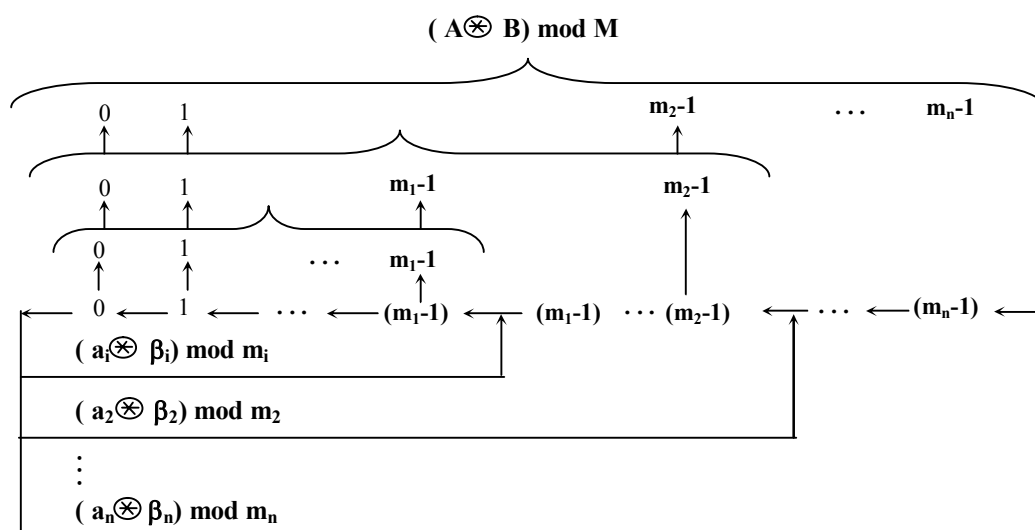 ( A⊛ B) mod M
0 1 m₂-1 ... mₙ-1
0 1 m₁-1 m₂-1
0 1 ... m₁-1
0 1 ... (m₁-1) (m₁-1) ... (m₂-1) ... (mₙ-1)
( aᵢ⊛ βᵢ) mod mᵢ
( a₂⊛ β₂) mod m₂
⋮
( aₙ⊛ βₙ) mod mₙ